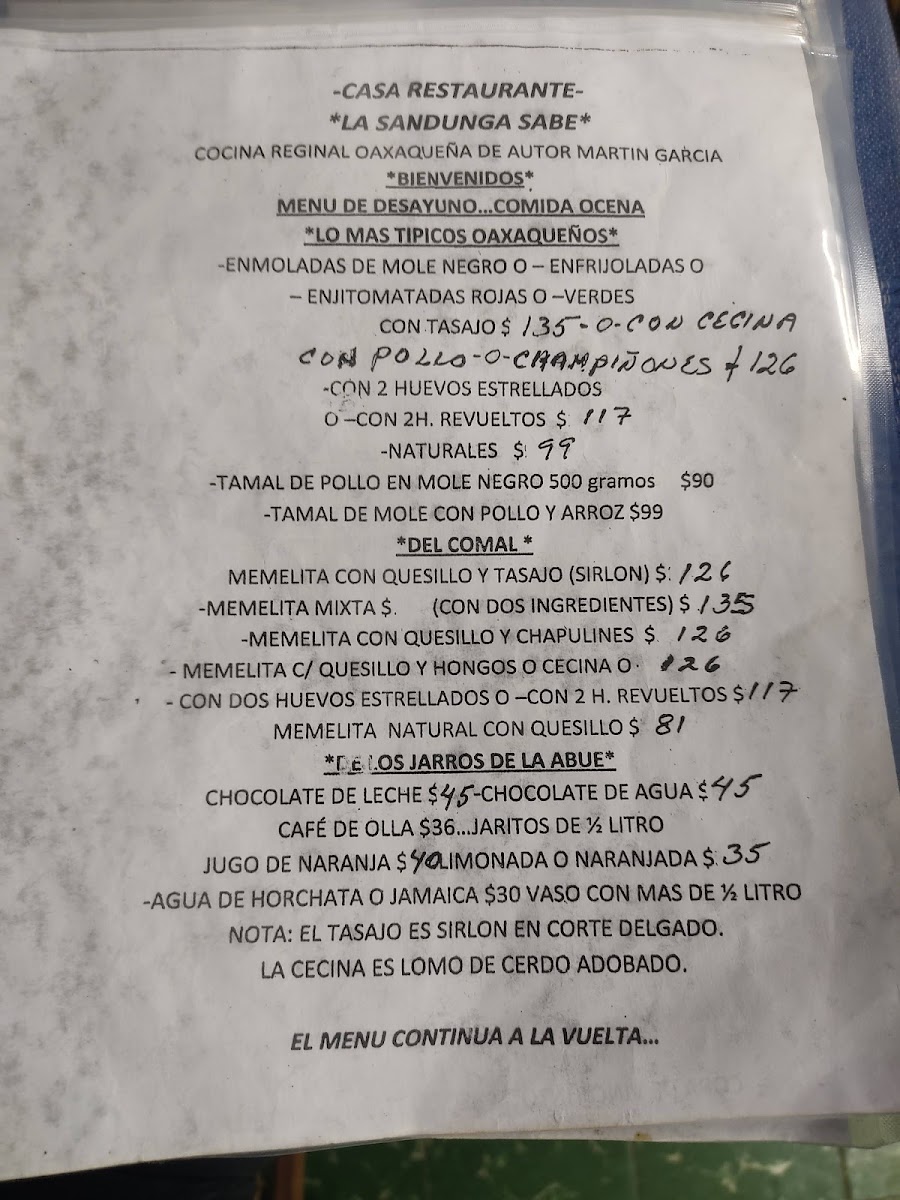 -CASA RESTAURANTE-
*LA SANDUNGA SABE*
COCINA REGINAL OAXAQUEÑA DE AUTOR MARTIN GARCIA
*BIENVENIDOS*
MENU DE DESAYUNO...COMIDA OCENA
*LO MAS TIPICOS OAXAQUEÑOS*
-ENMOLADAS DE MOLE NEGRO O – ENFRIJOLADAS O
– ENJITOMATADAS ROJAS O –VERDES
CON TASAJO $ 135-O-CON CECINA
CON POLLO-O-CHAMPIÑONES $ 126
-CON 2 HUEVOS ESTRELLADOS
O –CON 2H. REVUELTOS $ 117
-NATURALES $ 99
-TAMAL DE POLLO EN MOLE NEGRO 500 gramos $90
-TAMAL DE MOLE CON POLLO Y ARROZ $99
*DEL COMAL *
MEMELITA CON QUESILLO Y TASAJO (SIRLON) $: 126
-MEMELITA MIXTA $. (CON DOS INGREDIENTES) $ 135
-MEMELITA CON QUESILLO Y CHAPULINES $ 126
- MEMELITA C/ QUESILLO Y HONGOS O CECINA O 126
- CON DOS HUEVOS ESTRELLADOS O –CON 2 H. REVUELTOS $117
MEMELITA NATURAL CON QUESILLO $ 81
*DE LOS JARROS DE LA ABUE*
CHOCOLATE DE LECHE $45-CHOCOLATE DE AGUA $45
CAFÉ DE OLLA $36...JARITOS DE ½ LITRO
JUGO DE NARANJA $40LIMONADA O NARANJADA $ 35
-AGUA DE HORCHATA O JAMAICA $30 VASO CON MAS DE ½ LITRO
NOTA: EL TASAJO ES SIRLON EN CORTE DELGADO.
LA CECINA ES LOMO DE CERDO ADOBADO.
EL MENU CONTINUA A LA VUELTA...